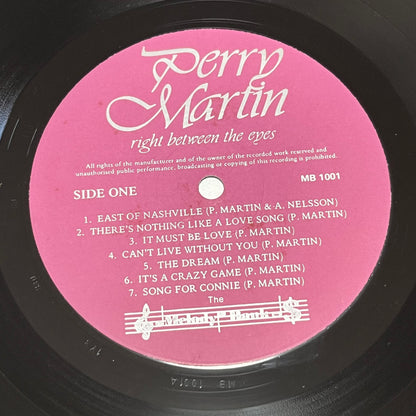 Perry
Martin
right between the eyes
All rights of the manufacturer and of the owner of the recorded work reserved and
unauthorised public performance, broadcasting or copying of this recording is prohibited.
SIDE ONE
MB 1001
1. EAST OF NASHVILLE (P. MARTIN & A. NELSSON)
2. THERE'S NOTHING LIKE A LOVE SONG (P. MARTIN)
3. IT MUST BE LOVE (P. MARTIN)
4. CAN'T LIVE WITHOUT YOU (P. MARTIN)
5. THE DREAM (P. MARTIN)
6. IT'S A CRAZY GAME (P. MARTIN)
7. SONG FOR CONNIE (P. MARTIN)
The
Melody Bank
MB 1001 A